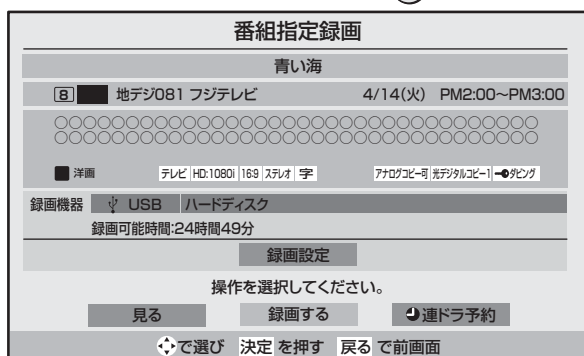 番組指定録画
青い海
8 地デジ081 フジテレビ 4/14(火) PM2:00～PM3:00
○○○○○○○○○○○○○○○○○○○○○○○○○○○○○○○○○○
○○○○○○○○○○○○○○○○○○○○○○○○○○○○○○○○○○
洋画 テレビ HD:1080i 16:9 ステレオ 字 アナログコピー可 光デジタルコピー1 ダビング
録画機器 USB ハードディスク
録画可能時間:24時間49分
録画設定
操作を選択してください。
見る 録画する 連ドラ予約
で選び 決定 を押す 戻る で前画面